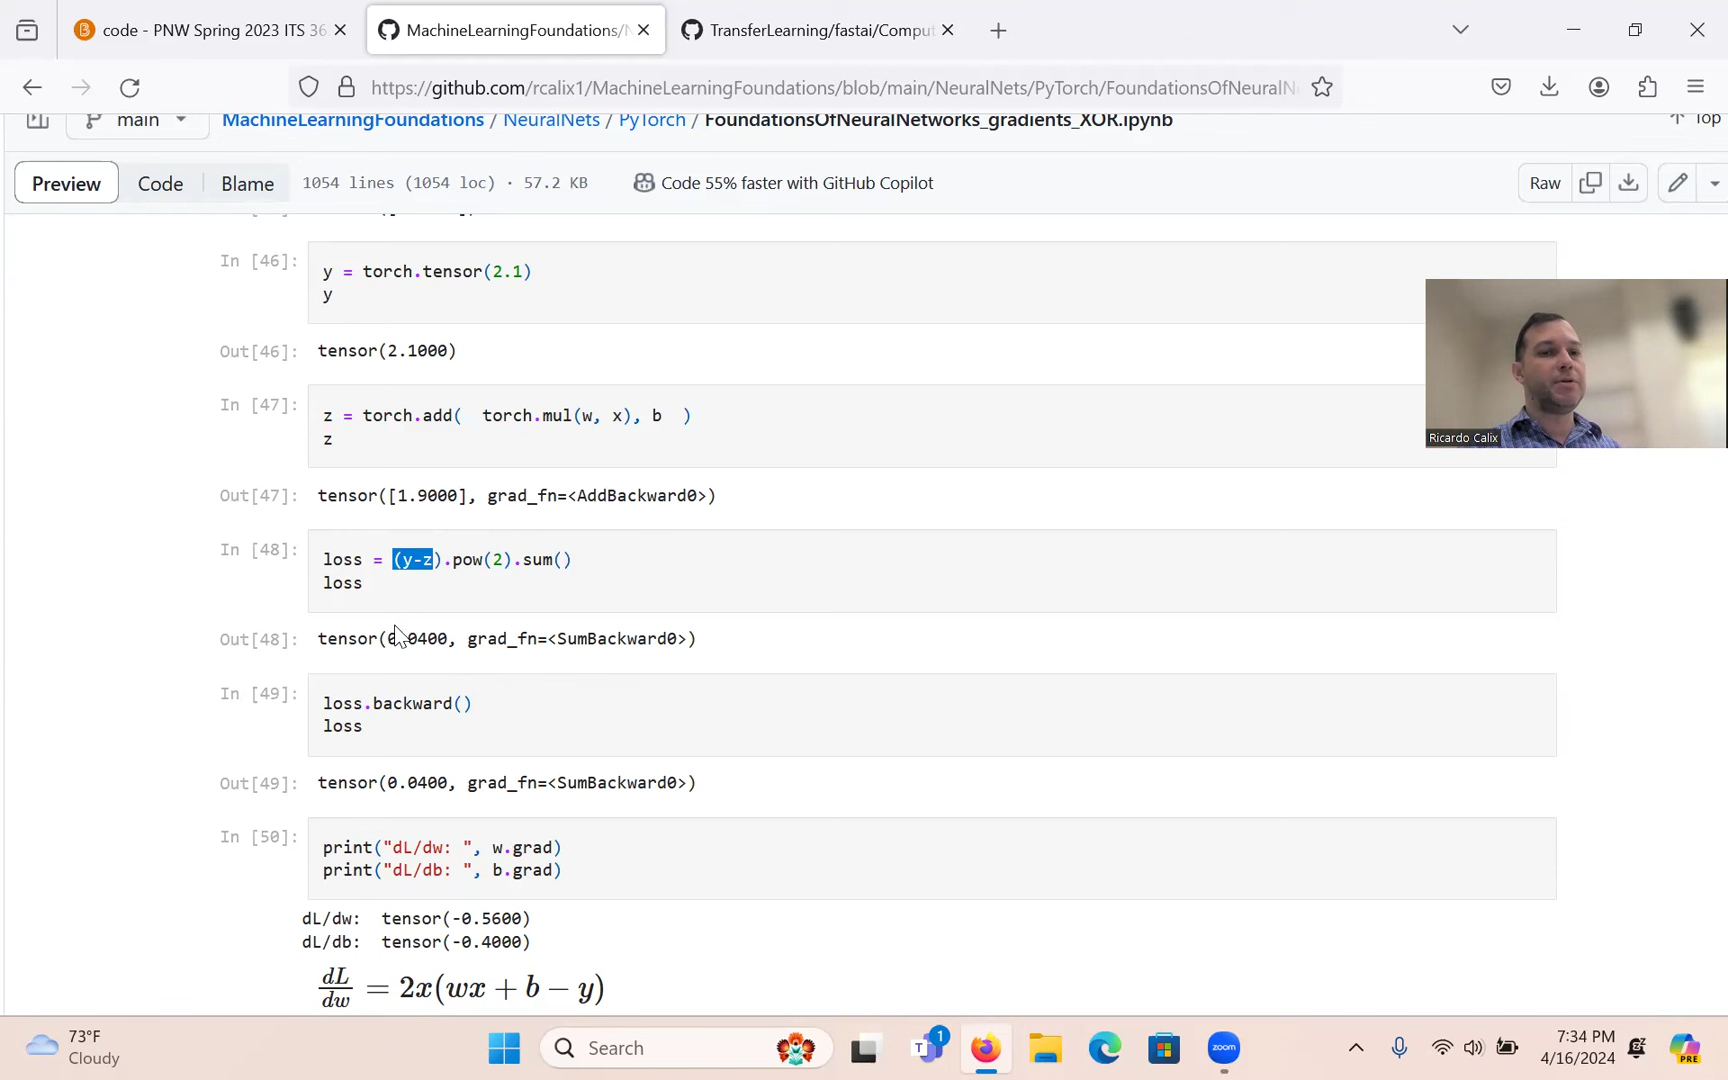 code - PNW Spring 2023 ITS 36
MachineLearningFoundations/N
TransferLearning/fastai/Comput
https://github.com/rcalix1/MachineLearningFoundations/blob/main/NeuralNets/PyTorch/FoundationsOfNeuralN
main
MachineLearningFoundations / NeuralNets / PyTorch / FoundationsOfNeuralNetworks_gradients_XOR.ipynb
Top
Preview Code Blame 1054 lines (1054 loc) · 57.2 KB Code 55% faster with GitHub Copilot Raw
In [46]: y = torch.tensor(2.1)
y
Out[46]: tensor(2.1000)
In [47]: z = torch.add( torch.mul(w, x), b )
z
Ricardo Calix
Out[47]: tensor([1.9000], grad_fn=<AddBackward0>)
In [48]: loss = (y-z).pow(2).sum()
loss
Out[48]: tensor(0.0400, grad_fn=<SumBackward0>)
In [49]: loss.backward()
loss
Out[49]: tensor(0.0400, grad_fn=<SumBackward0>)
In [50]: print("dL/dw: ", w.grad)
print("dL/db: ", b.grad)
dL/dw: tensor(-0.5600)
dL/db: tensor(-0.4000)
dL/dw = 2x(wx + b − y)
73°F
Cloudy
Search
T
1
zoom
PRE
7:34 PM
4/16/2024